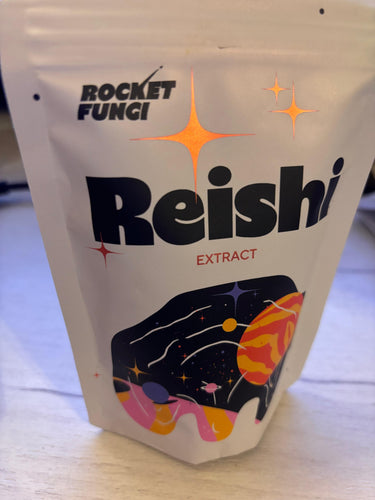 ROCKET
FUNGI
Reishi
EXTRACT